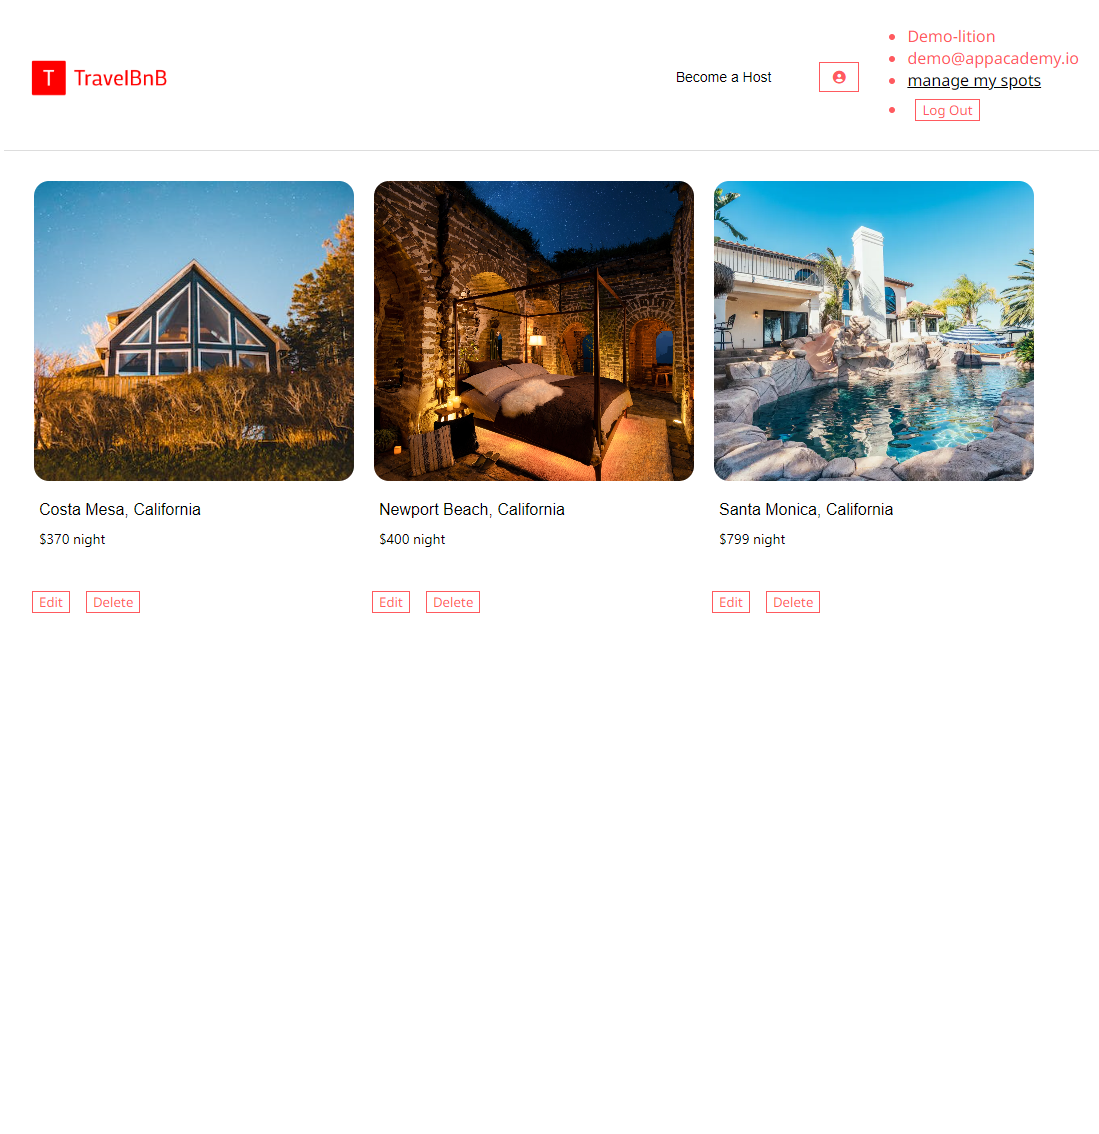 T TravelBnB
Become a Host
Demo-lition
demo@appacademy.io
manage my spots
Log Out
Costa Mesa, California
$370 night
Edit Delete
Newport Beach, California
$400 night
Edit Delete
Santa Monica, California
$799 night
Edit Delete